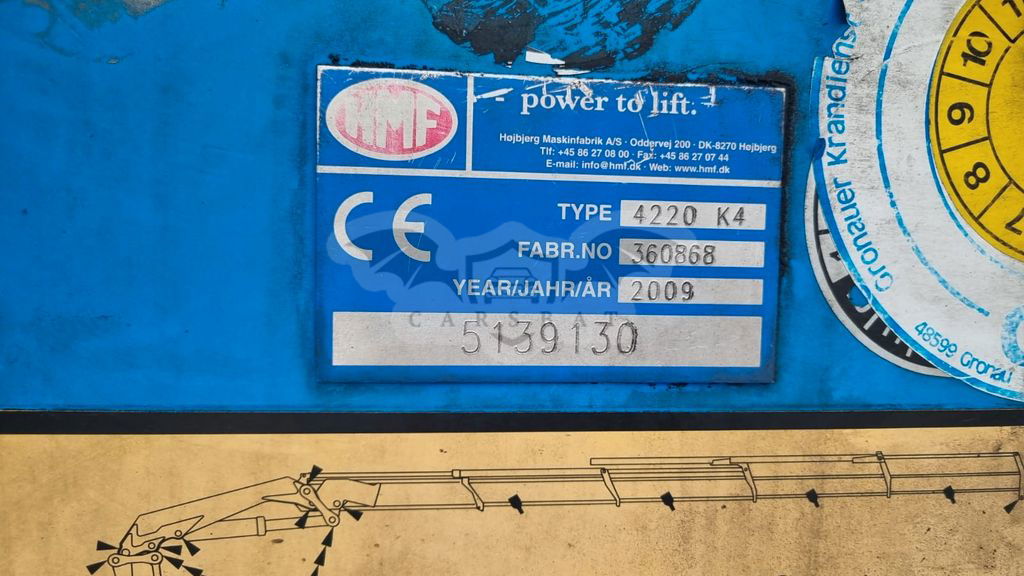 HMF
- power to lift.
Højbjerg Maskinfabrik A/S · Oddervej 200 · DK-8270 Højbjerg
Tlf: +45 86 27 08 00 · Fax: +45 86 27 07 44
E-mail: info@hmf.dk · Web: www.hmf.dk
CE
TYPE 4220 K4
FABR.NO 360868
YEAR/JAHR/ÅR 2009
5139130
CARSBAT
Gronauer Krandienst
48599 Gronau
10
9
8
7